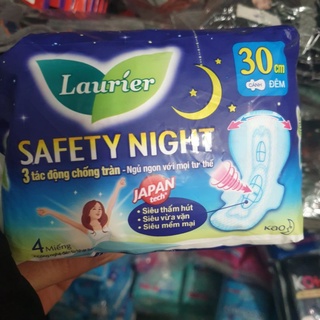 Laurier
30cm
ĐÊM
SAFETY NIGHT
3 tác động chống tràn - Ngủ ngon với mọi tư thế
JAPAN
tech
• Siêu thấm hút
• Siêu vừa vặn
• Siêu mềm mại
4 Miếng
Kao